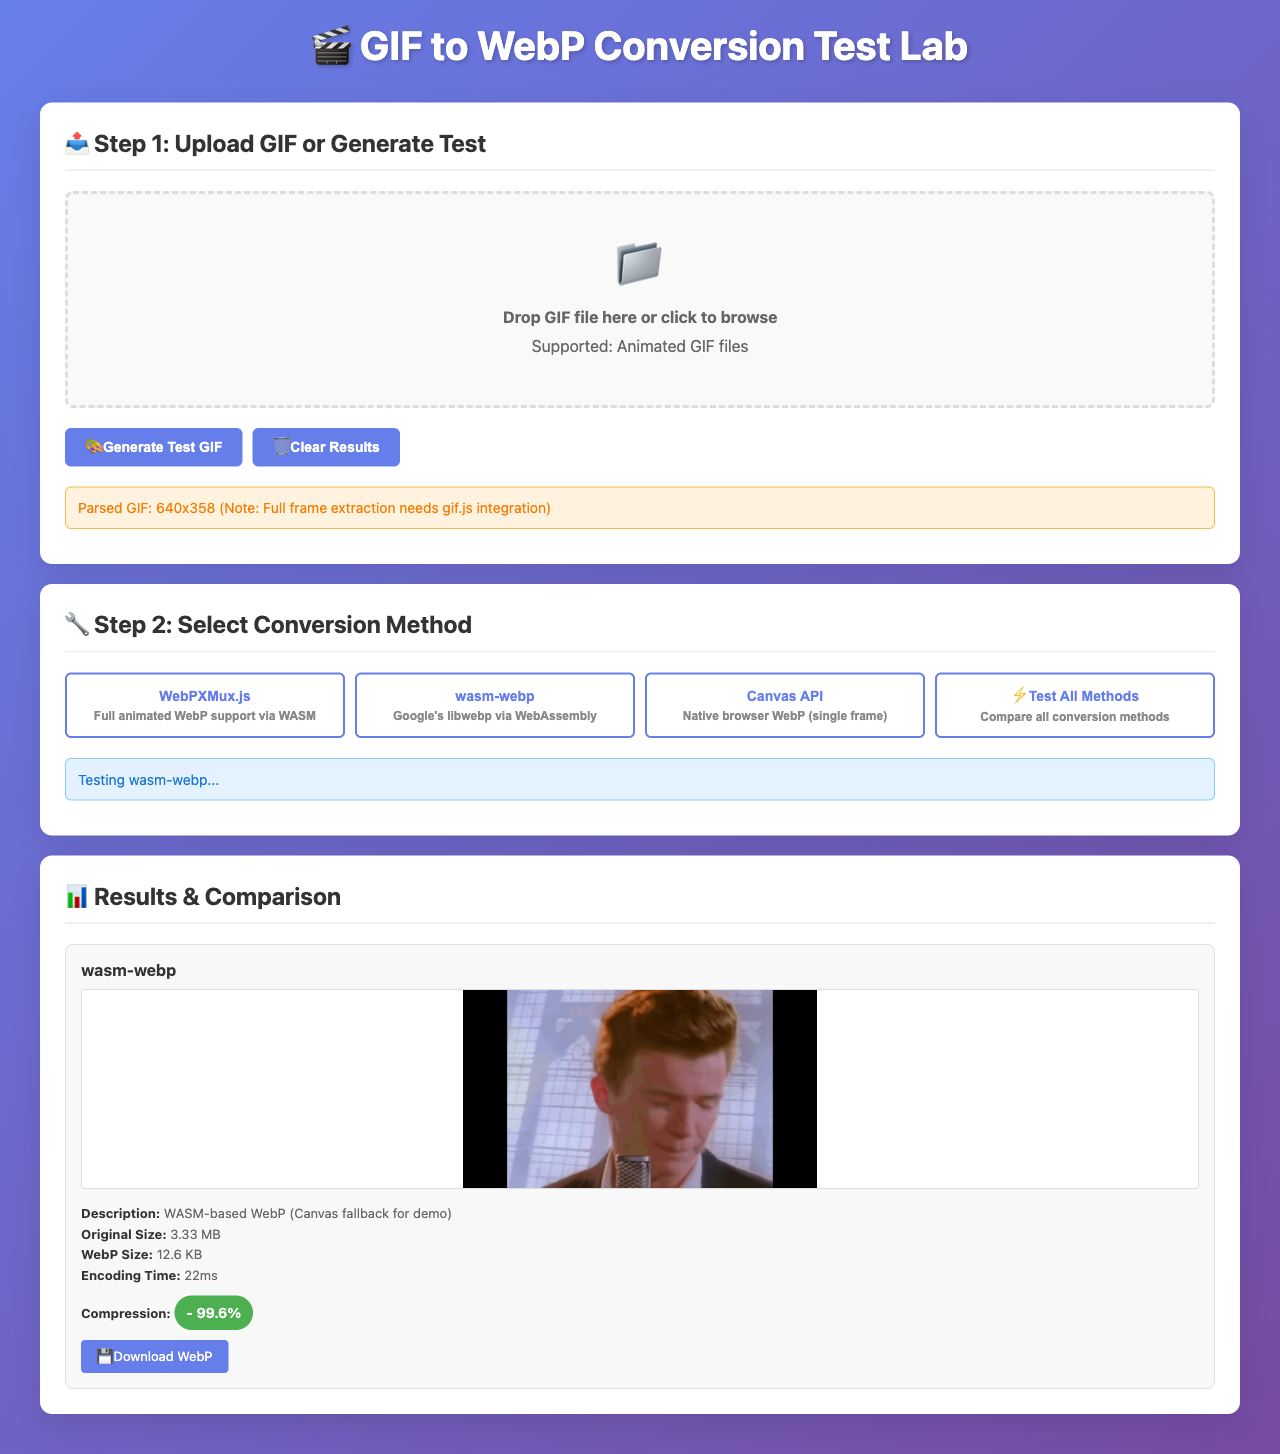 🎬 GIF to WebP Conversion Test Lab
📤 Step 1: Upload GIF or Generate Test
Drop GIF file here or click to browse
Supported: Animated GIF files
🎨Generate Test GIF
🗑️Clear Results
Parsed GIF: 640x358 (Note: Full frame extraction needs gif.js integration)
🔧 Step 2: Select Conversion Method
WebPXMux.js
Full animated WebP support via WASM
wasm-webp
Google's libwebp via WebAssembly
Canvas API
Native browser WebP (single frame)
⚡Test All Methods
Compare all conversion methods
Testing wasm-webp...
📊 Results & Comparison
wasm-webp
Description: WASM-based WebP (Canvas fallback for demo)
Original Size: 3.33 MB
WebP Size: 12.6 KB
Encoding Time: 22ms
Compression: - 99.6%
💾Download WebP